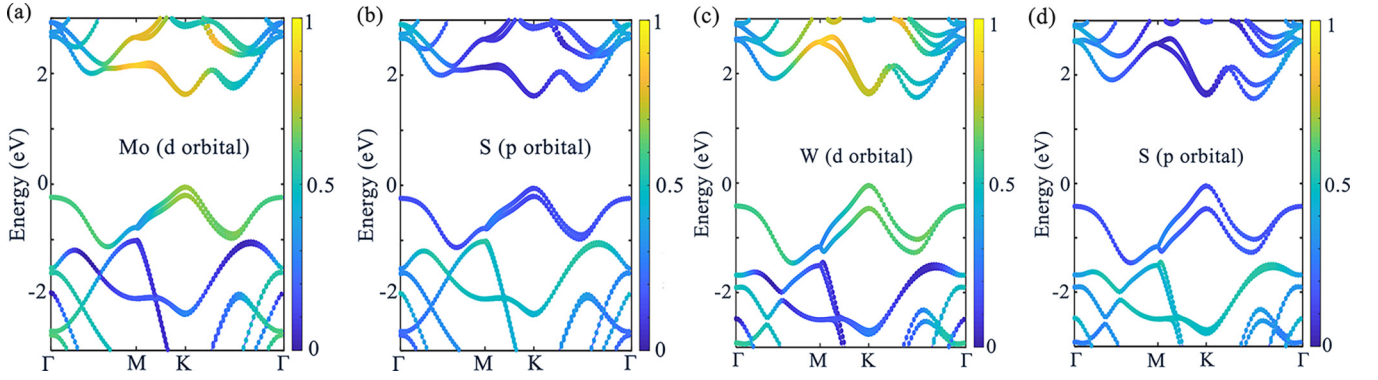 (a)
Energy (eV)
2
0
-2
Mo (d orbital)
Γ M K Γ
1
0.5
0
(b)
Energy (eV)
2
0
-2
S (p orbital)
Γ M K Γ
1
0.5
0
(c)
Energy (eV)
2
0
-2
W (d orbital)
Γ M K Γ
1
0.5
0
(d)
Energy (eV)
2
0
-2
S (p orbital)
Γ M K Γ
1
0.5
0